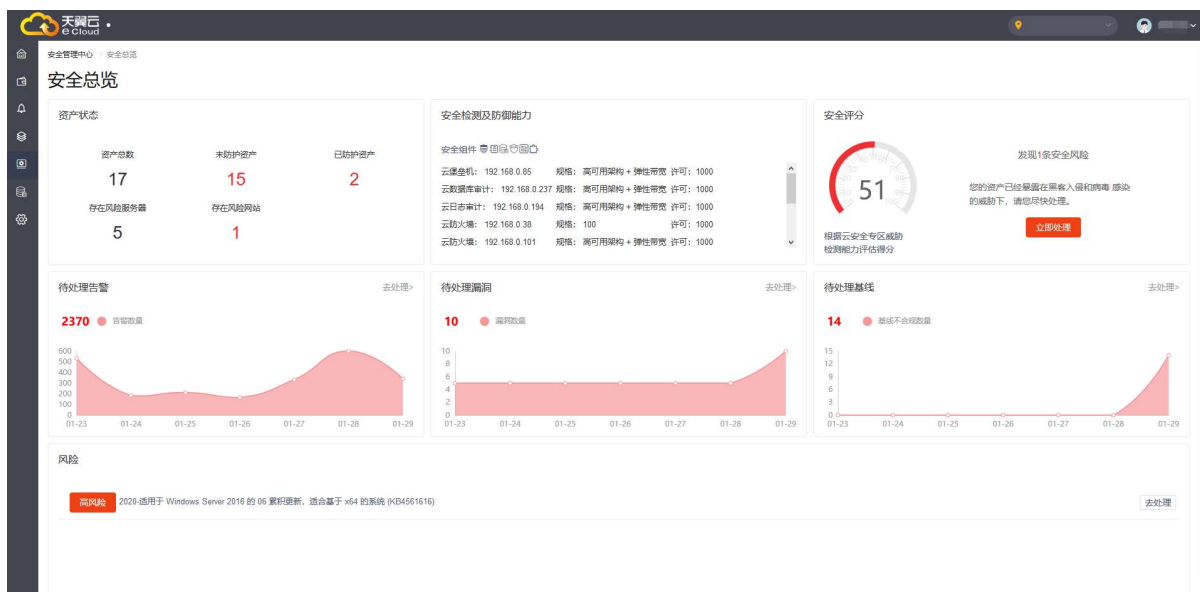 天翼云
e Cloud
安全管理中心 / 安全总览
安全总览
资产状态
资产总数 未防护资产 已防护资产
17 15 2
存在风险服务器 存在风险网站
5 1
安全检测及防御能力
安全组件
云堡垒机： 192.168.0.85 规格： 高可用架构 + 弹性带宽 许可： 1000
云数据库审计： 192.168.0.237 规格： 高可用架构 + 弹性带宽 许可： 1000
云日志审计： 192.168.0.194 规格： 高可用架构 + 弹性带宽 许可： 1000
云防火墙： 192.168.0.38 规格： 100 许可： 1000
云防火墙： 192.168.0.101 规格： 高可用架构 + 弹性带宽 许可： 1000
安全评分
51
根据云安全专区威胁
检测能力评估得分
发现1条安全风险
您的资产已经暴露在黑客入侵和病毒 感染
的威胁下，请您尽快处理。
立即处理
待处理告警 去处理>
2370 告警数量
600
500
400
300
200
100
0
01-23 01-24 01-25 01-26 01-27 01-28 01-29
待处理漏洞 去处理>
10 漏洞数量
10
8
6
4
2
0
01-23 01-24 01-25 01-26 01-27 01-28 01-29
待处理基线 去处理>
14 基线不合规数量
15
12
9
6
3
0
01-23 01-24 01-25 01-26 01-27 01-28 01-29
风险
高风险 2020-适用于 Windows Server 2016 的 06 累积更新，适合基于 x64 的系统 (KB4561616) 去处理